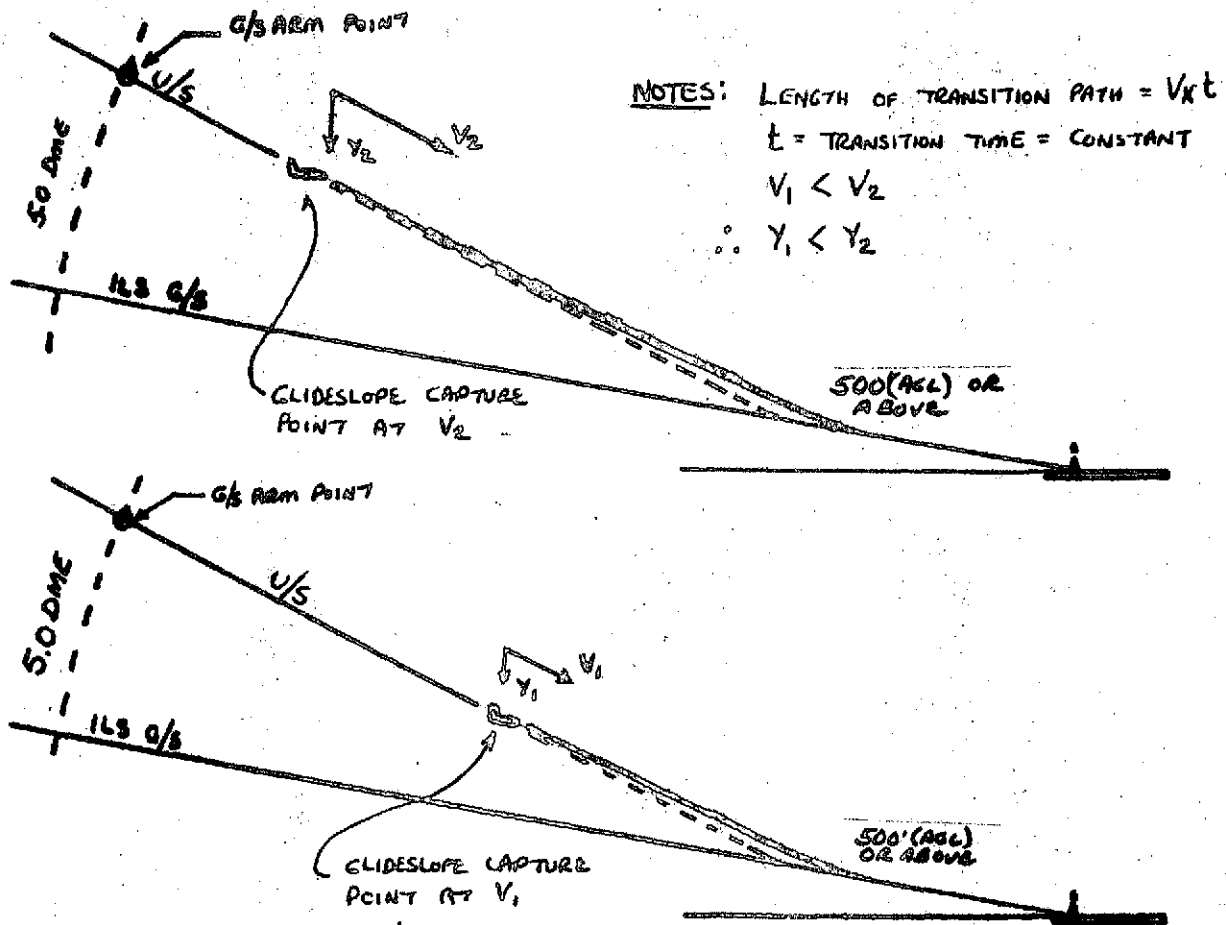 G/S ARM POINT
U/S
5.0 DME
Y2
V2
NOTES: LENGTH OF TRANSITION PATH = Vx t
t = TRANSITION TIME = CONSTANT
V1 < V2
∴ Y1 < Y2
ILS G/S
GLIDESLOPE CAPTURE
POINT AT V2
500'(AGL) OR
ABOVE
G/S ARM POINT
U/S
5.0 DME
Y1
V1
ILS G/S
GLIDESLOPE CAPTURE
POINT AT V1
500'(AGL)
OR ABOVE